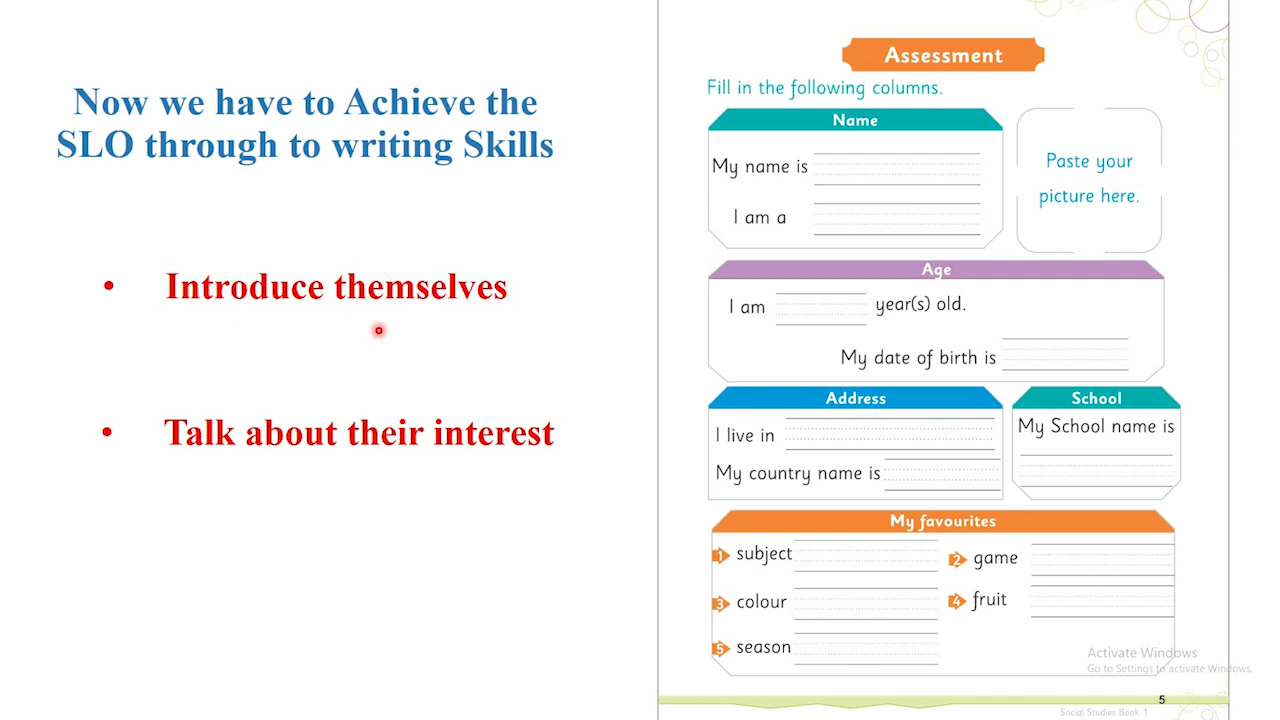 Now we have to Achieve the
SLO through to writing Skills
• Introduce themselves
• Talk about their interest
Assessment
Fill in the following columns.
Name
My name is
I am a
Paste your
picture here.
Age
I am year(s) old.
My date of birth is
Address
I live in
My country name is
School
My School name is
My favourites
1 subject
2 game
3 colour
4 fruit
5 season
Activate Windows
Go to Settings to activate Windows.
5
Social Studies Book 1